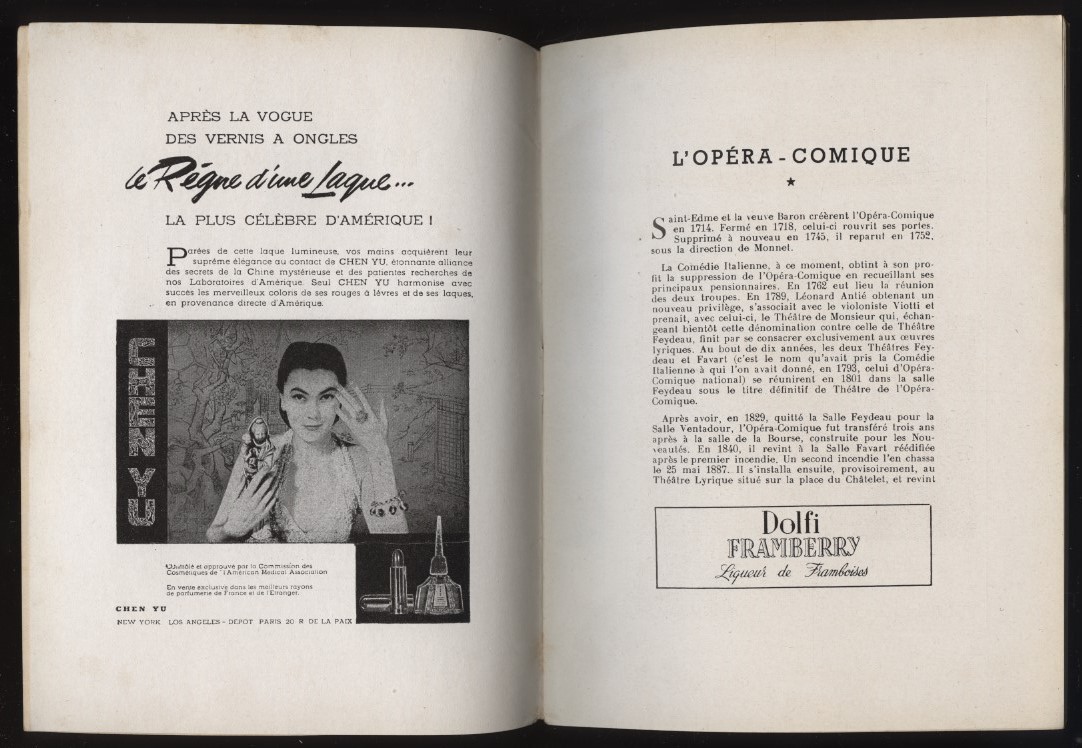 APRÈS LA VOGUE
DES VERNIS A ONGLES
le Règne d'une Laque...
LA PLUS CÉLÈBRE D'AMÉRIQUE !
Parées de cette laque lumineuse, vos mains acquièrent leur
suprême élégance au contact de CHEN YU, étonnante alliance
des secrets de la Chine mystérieuse et des patientes recherches de
nos Laboratoires d'Amérique. Seul CHEN YU harmonise avec
succès les merveilleux coloris de ses rouges à lèvres et de ses laques,
en provenance directe d'Amérique.
CHEN YU
Contrôlé et approuvé par la Commission des
Cosmétiques de l'American Medical Association
En vente exclusive dans les meilleurs rayons
de parfumerie de France et de l'Etranger.
CHEN YU
NEW YORK LOS ANGELES - DEPOT PARIS 20 R DE LA PAIX
L'OPÉRA - COMIQUE
★
Saint-Edme et la veuve Baron créèrent l'Opéra-Comique
en 1714. Fermé en 1718, celui-ci rouvrit ses portes.
Supprimé à nouveau en 1745, il reparut en 1752,
sous la direction de Monnet.
La Comédie Italienne, à ce moment, obtint à son pro-
fit la suppression de l'Opéra-Comique en recueillant ses
principaux pensionnaires. En 1762 eut lieu la réunion
des deux troupes. En 1789, Léonard Antié obtenant un
nouveau privilège, s'associait avec le violoniste Viotti et
prenait, avec celui-ci, le Théâtre de Monsieur qui, échan-
geant bientôt cette dénomination contre celle de Théâtre
Feydeau, finit par se consacrer exclusivement aux œuvres
lyriques. Au bout de dix années, les deux Théâtres Fey-
deau et Favart (c'est le nom qu'avait pris la Comédie
Italienne à qui l'on avait donné, en 1793, celui d'Opéra-
Comique national) se réunirent en 1801 dans la salle
Feydeau sous le titre définitif de Théâtre de l'Opéra-
Comique.
Après avoir, en 1829, quitté la Salle Feydeau pour la
Salle Ventadour, l'Opéra-Comique fut transféré trois ans
après à la salle de la Bourse, construite pour les Nou-
veautés. En 1840, il revint à la Salle Favart réédifiée
après le premier incendie. Un second incendie l'en chassa
le 25 mai 1887. Il s'installa ensuite, provisoirement, au
Théâtre Lyrique situé sur la place du Châtelet, et revint
Dolfi
FRAMBERRY
Liqueur de Framboises